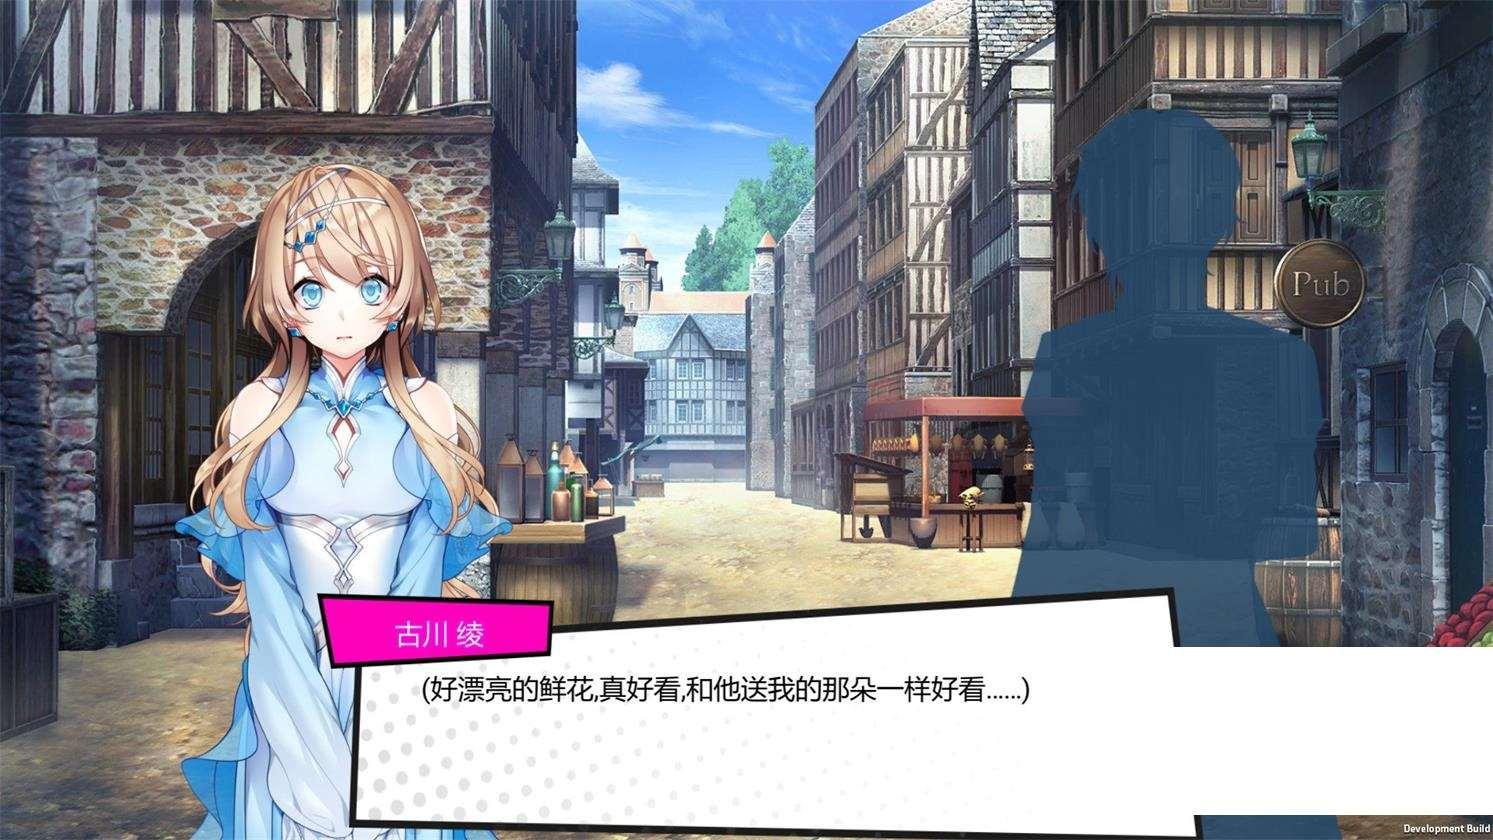 Pub
古川 绫
(好漂亮的鲜花,真好看,和他送我的那朵一样好看......)
Development Build